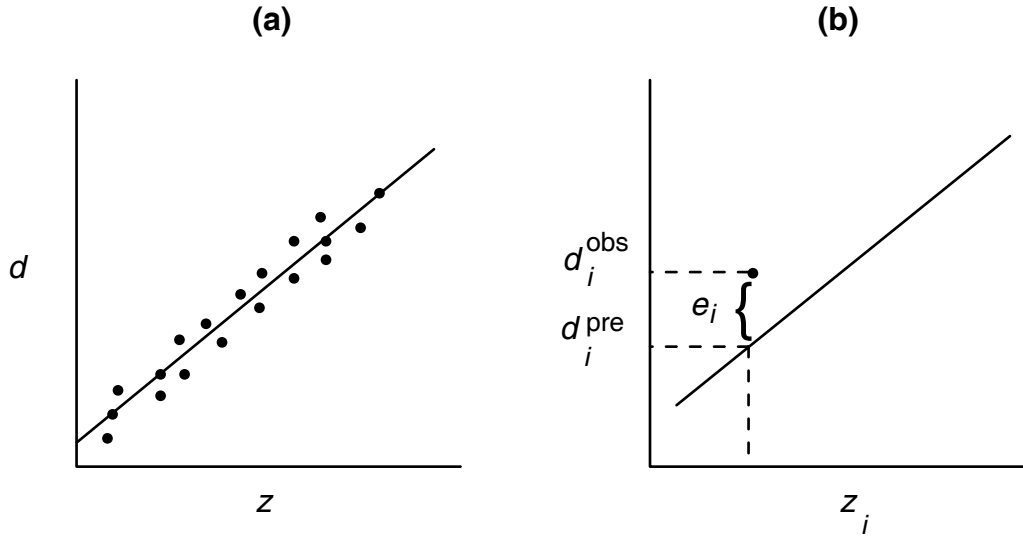 (a)
d
z
(b)
d_i^obs
e_i {
d_i^pre
z_i